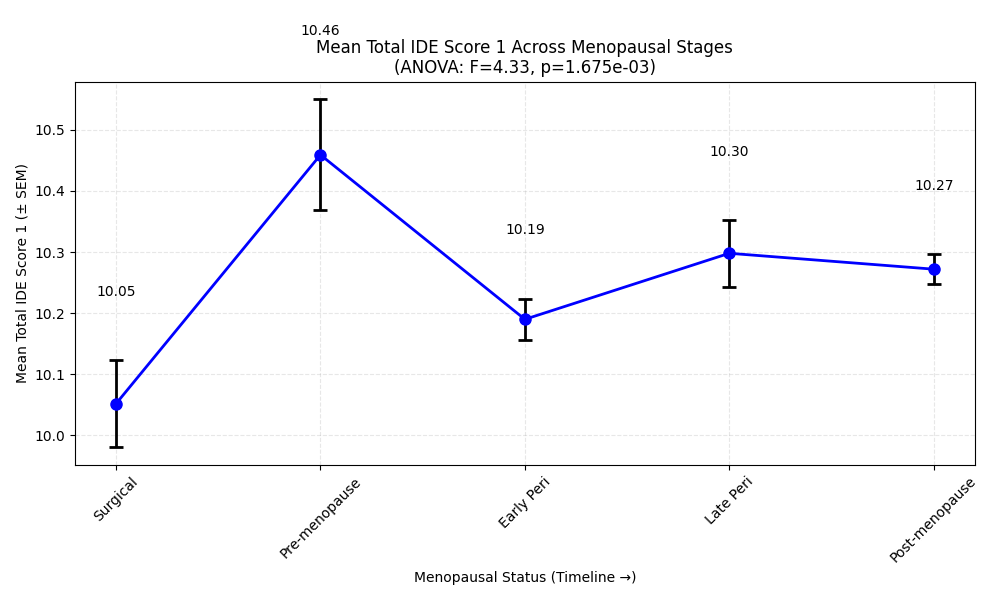 10.46
Mean Total IDE Score 1 Across Menopausal Stages
(ANOVA: F=4.33, p=1.675e-03)
Mean Total IDE Score 1 (± SEM)
10.5
10.4
10.3
10.2
10.1
10.0
10.05
10.19
10.30
10.27
Surgical
Pre-menopause
Early Peri
Late Peri
Post-menopause
Menopausal Status (Timeline →)